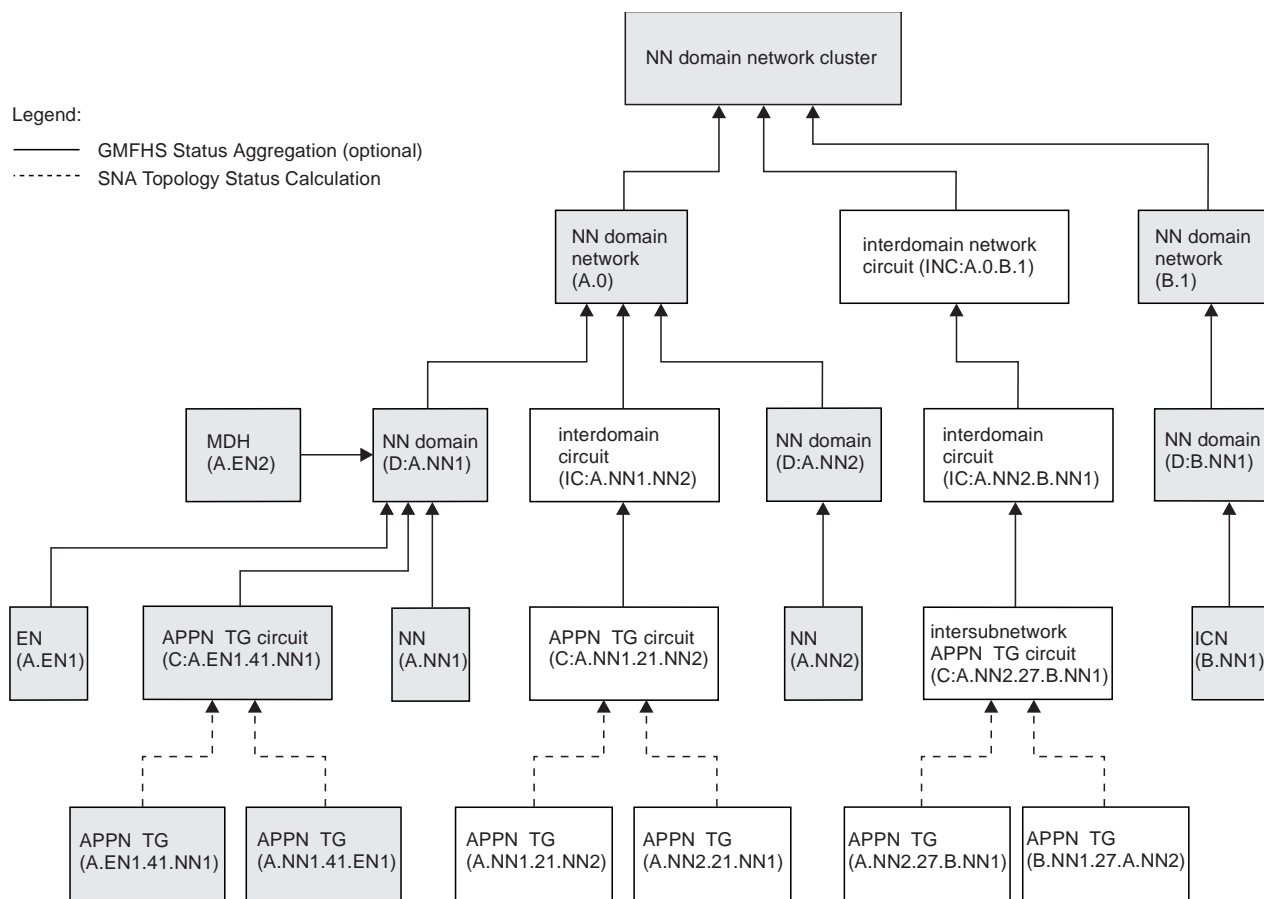 NN domain network cluster
Legend:
GMFHS Status Aggregation (optional)
SNA Topology Status Calculation
NN domain
network
(A.0)
interdomain network
circuit (INC:A.0.B.1)
NN domain
network
(B.1)
MDH
(A.EN2)
NN domain
(D:A.NN1)
interdomain
circuit
(IC:A.NN1.NN2)
NN domain
(D:A.NN2)
interdomain
circuit
(IC:A.NN2.B.NN1)
NN domain
(D:B.NN1)
EN
(A.EN1)
APPN TG circuit
(C:A.EN1.41.NN1)
NN
(A.NN1)
APPN TG circuit
(C:A.NN1.21.NN2)
NN
(A.NN2)
intersubnetwork
APPN TG circuit
(C:A.NN2.27.B.NN1)
ICN
(B.NN1)
APPN TG
(A.EN1.41.NN1)
APPN TG
(A.NN1.41.EN1)
APPN TG
(A.NN1.21.NN2)
APPN TG
(A.NN2.21.NN1)
APPN TG
(A.NN2.27.B.NN1)
APPN TG
(B.NN1.27.A.NN2)